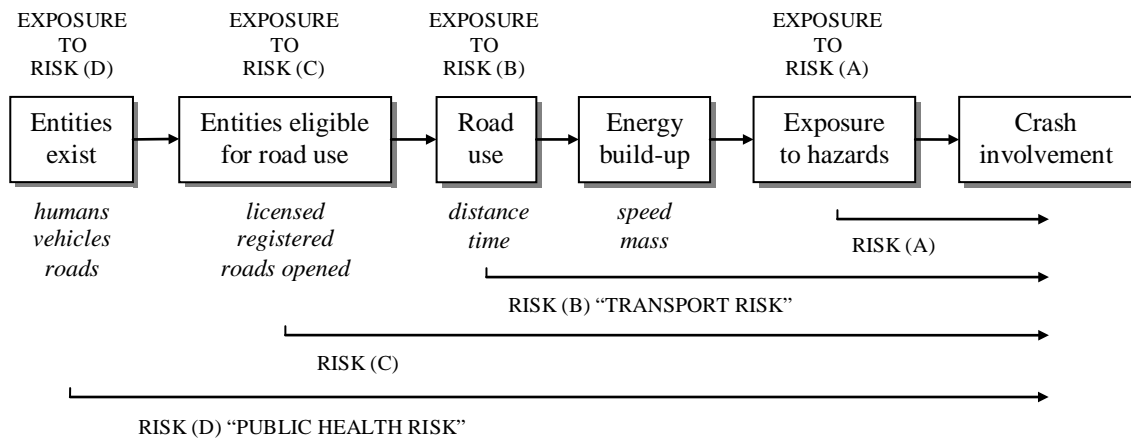 EXPOSURE
TO
RISK (D)
EXPOSURE
TO
RISK (C)
EXPOSURE
TO
RISK (B)
EXPOSURE
TO
RISK (A)
Entities
exist
Entities eligible
for road use
Road
use
Energy
build-up
Exposure
to hazards
Crash
involvement
humans
vehicles
roads
licensed
registered
roads opened
distance
time
speed
mass
RISK (A)
RISK (B) “TRANSPORT RISK”
RISK (C)
RISK (D) “PUBLIC HEALTH RISK”